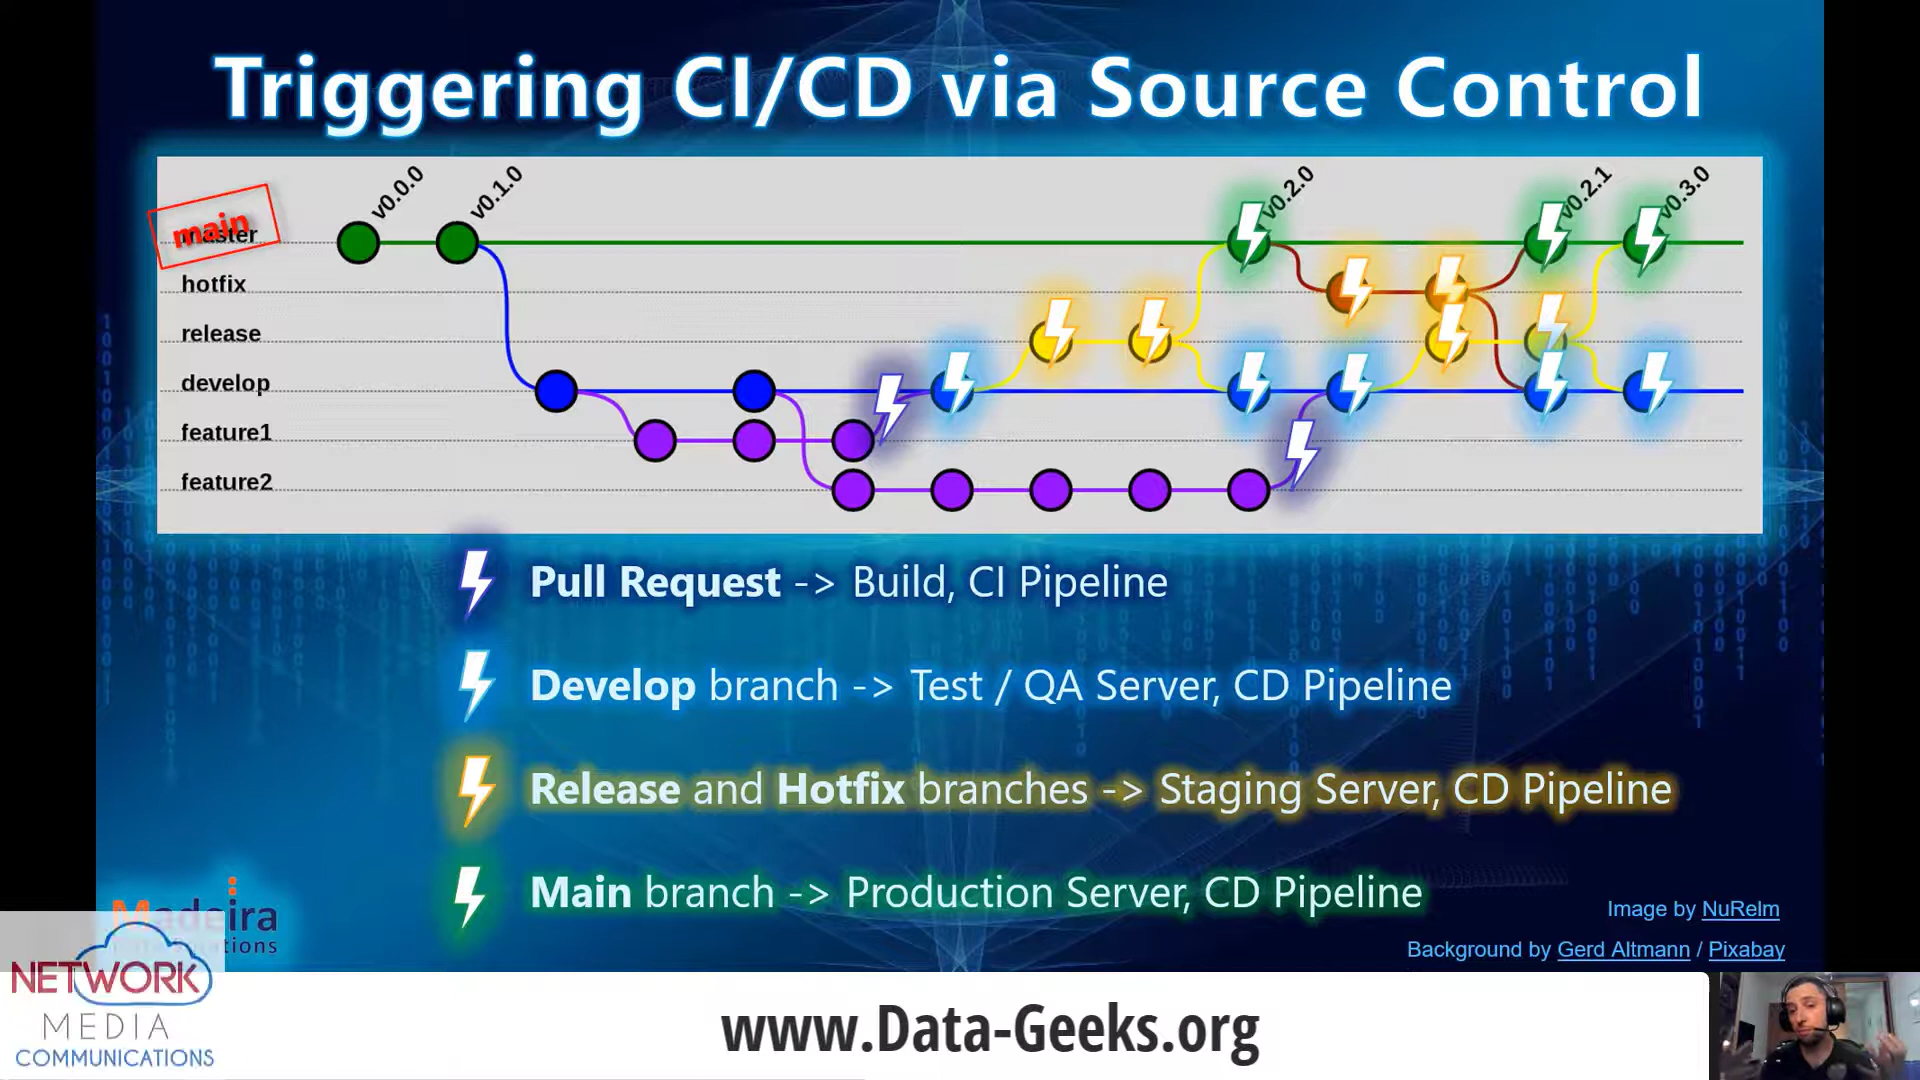 Triggering CI/CD via Source Control
v0.0.0
v0.1.0
v0.2.0
v0.2.1
v0.3.0
main
master
hotfix
release
develop
feature1
feature2
Pull Request -> Build, CI Pipeline
Develop branch -> Test / QA Server, CD Pipeline
Release and Hotfix branches -> Staging Server, CD Pipeline
Main branch -> Production Server, CD Pipeline
Madeira
Image by NuRelm
Background by Gerd Altmann / Pixabay
NETWORK
MEDIA
COMMUNICATIONS
www.Data-Geeks.org